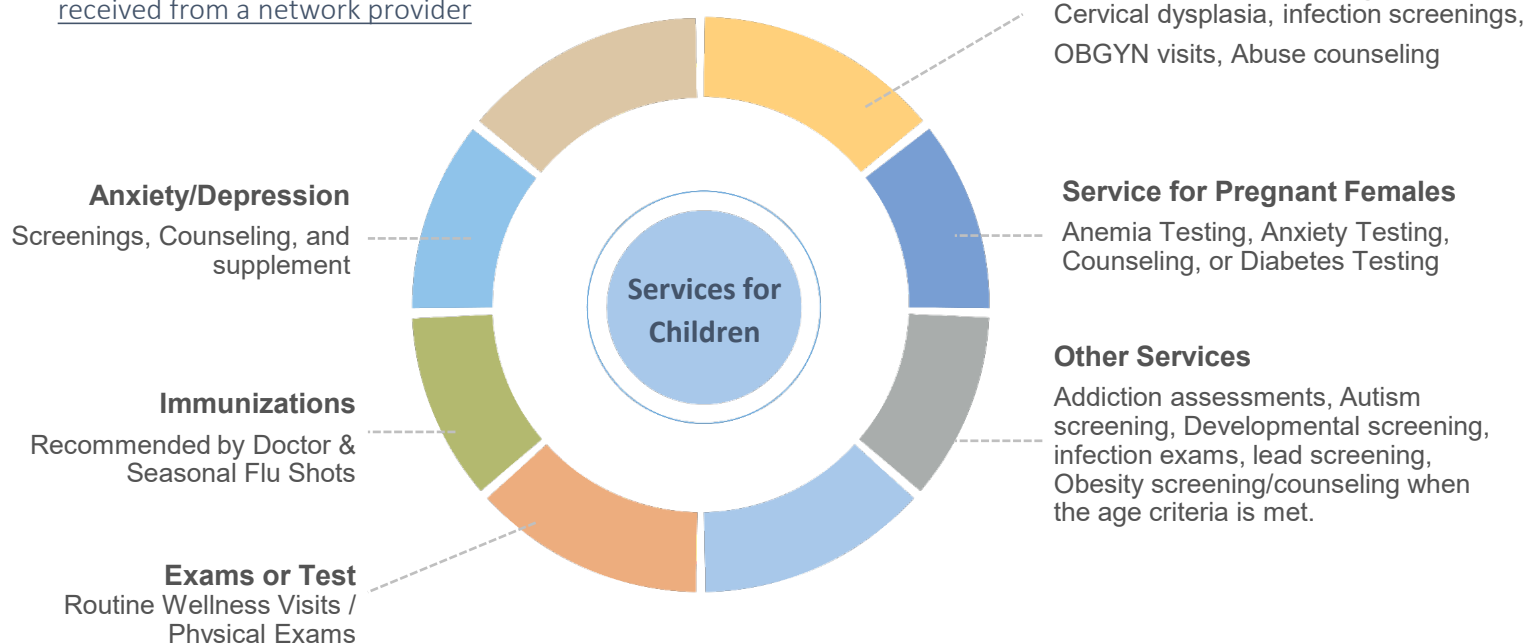 received from a network provider
Cervical dysplasia, infection screenings,
OBGYN visits, Abuse counseling
Anxiety/Depression
Screenings, Counseling, and
supplement
Service for Pregnant Females
Anemia Testing, Anxiety Testing,
Counseling, or Diabetes Testing
Services for
Children
Immunizations
Recommended by Doctor &
Seasonal Flu Shots
Other Services
Addiction assessments, Autism
screening, Developmental screening,
infection exams, lead screening,
Obesity screening/counseling when
the age criteria is met.
Exams or Test
Routine Wellness Visits /
Physical Exams